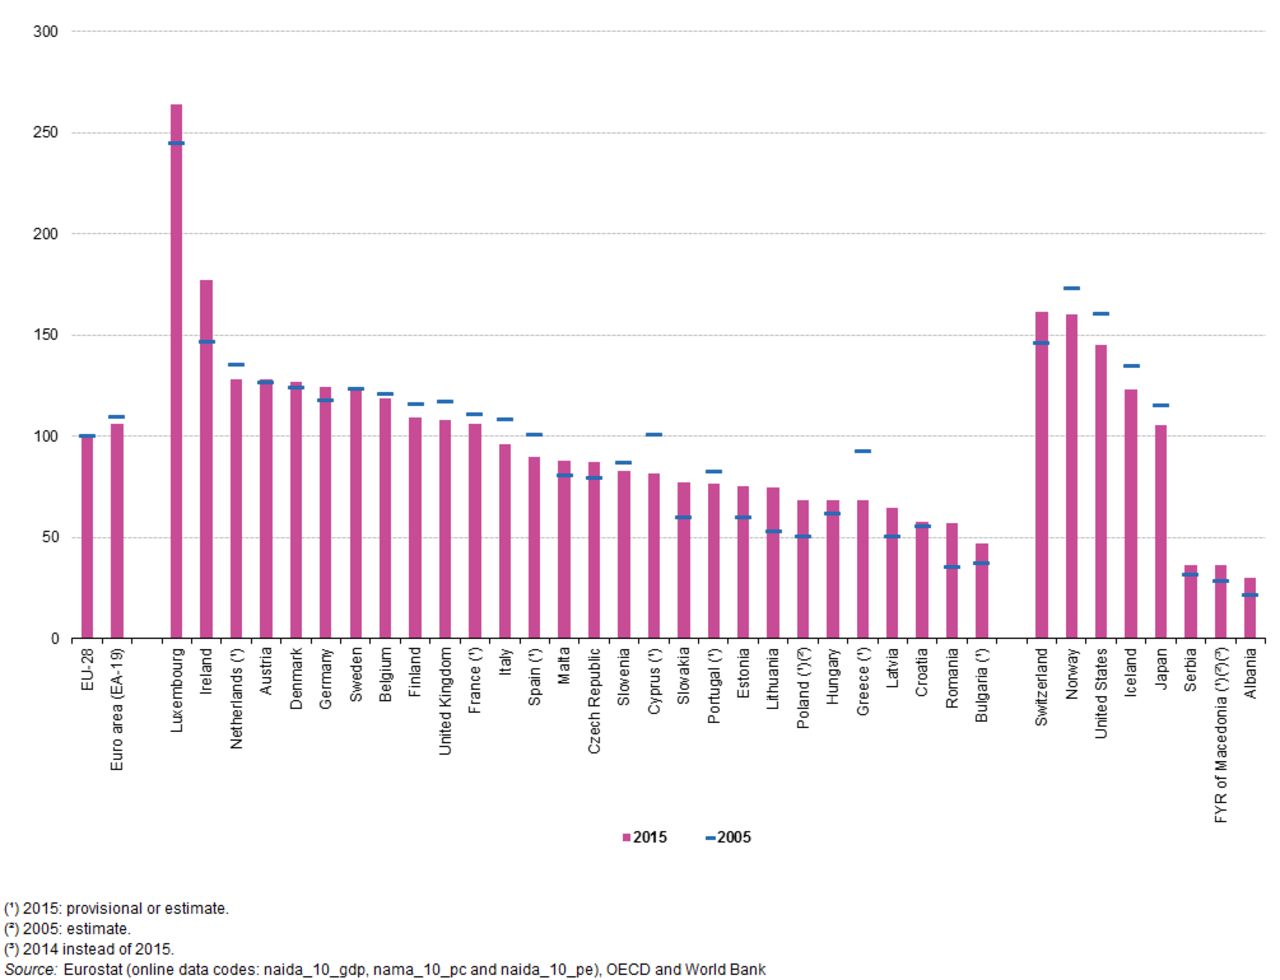 300
250
200
150
100
50
0
EU-28
Euro area (EA-19)
Luxembourg
Ireland
Netherlands (¹)
Austria
Denmark
Germany
Sweden
Belgium
Finland
United Kingdom
France (¹)
Italy
Spain (¹)
Malta
Czech Republic
Slovenia
Cyprus (¹)
Slovakia
Portugal (¹)
Estonia
Lithuania
Poland (¹)(²)
Hungary
Greece (¹)
Latvia
Croatia
Romania
Bulgaria (¹)
Switzerland
Norway
United States
Iceland
Japan
Serbia
FYR of Macedonia (¹)(²)(³)
Albania
2015 2005
(¹) 2015: provisional or estimate.
(²) 2005: estimate.
(³) 2014 instead of 2015.
Source: Eurostat (online data codes: naida_10_gdp, nama_10_pc and naida_10_pe), OECD and World Bank